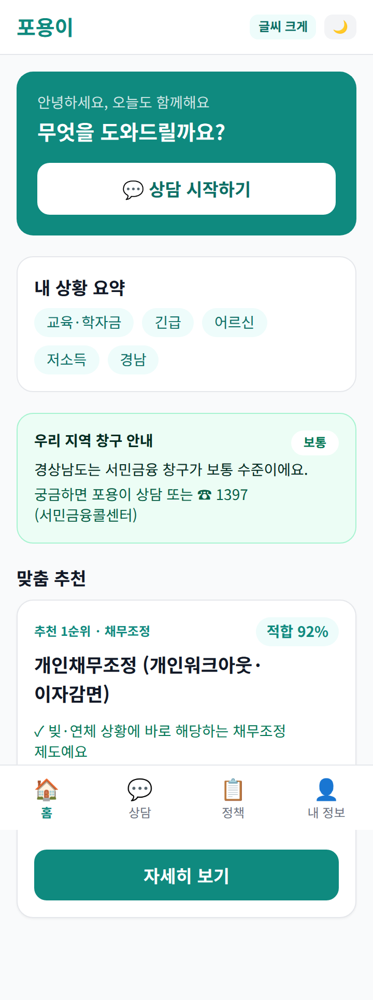 포용이
글씨 크게
안녕하세요, 오늘도 함께해요
무엇을 도와드릴까요?
💬 상담 시작하기
내 상황 요약
교육·학자금
긴급
어르신
저소득
경남
우리 지역 창구 안내
보통
경상남도는 서민금융 창구가 보통 수준이에요.
궁금하면 포용이 상담 또는 ☎ 1397
(서민금융콜센터)
맞춤 추천
추천 1순위 · 채무조정
적합 92%
개인채무조정 (개인워크아웃·
이자감면)
✓ 빚·연체 상황에 바로 해당하는 채무조정
제도예요
홈
상담
정책
내 정보
자세히 보기